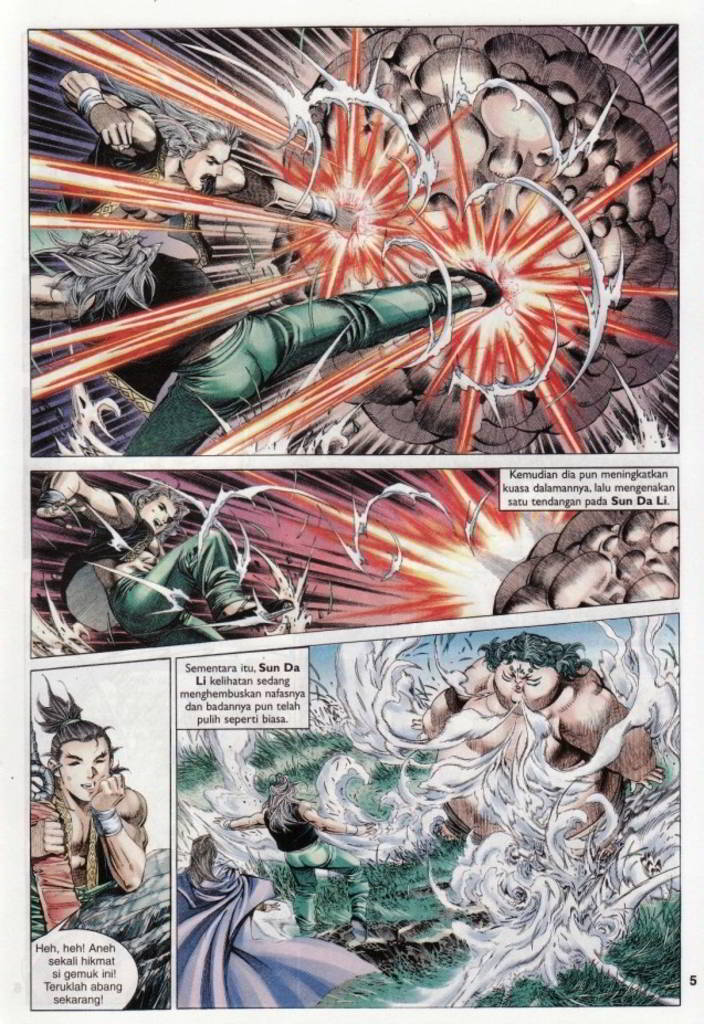 Kemudian dia pun meningkatkan
kuasa dalamannya, lalu mengenakan
satu tendangan pada Sun Da Li.
Sementara itu, Sun Da
Li kelihatan sedang
menghembuskan nafasnya
dan badannya pun telah
pulih seperti biasa.
Heh, heh! Aneh
sekali hikmat
si gemuk ini!
Teruklah abang
sekarang!
5